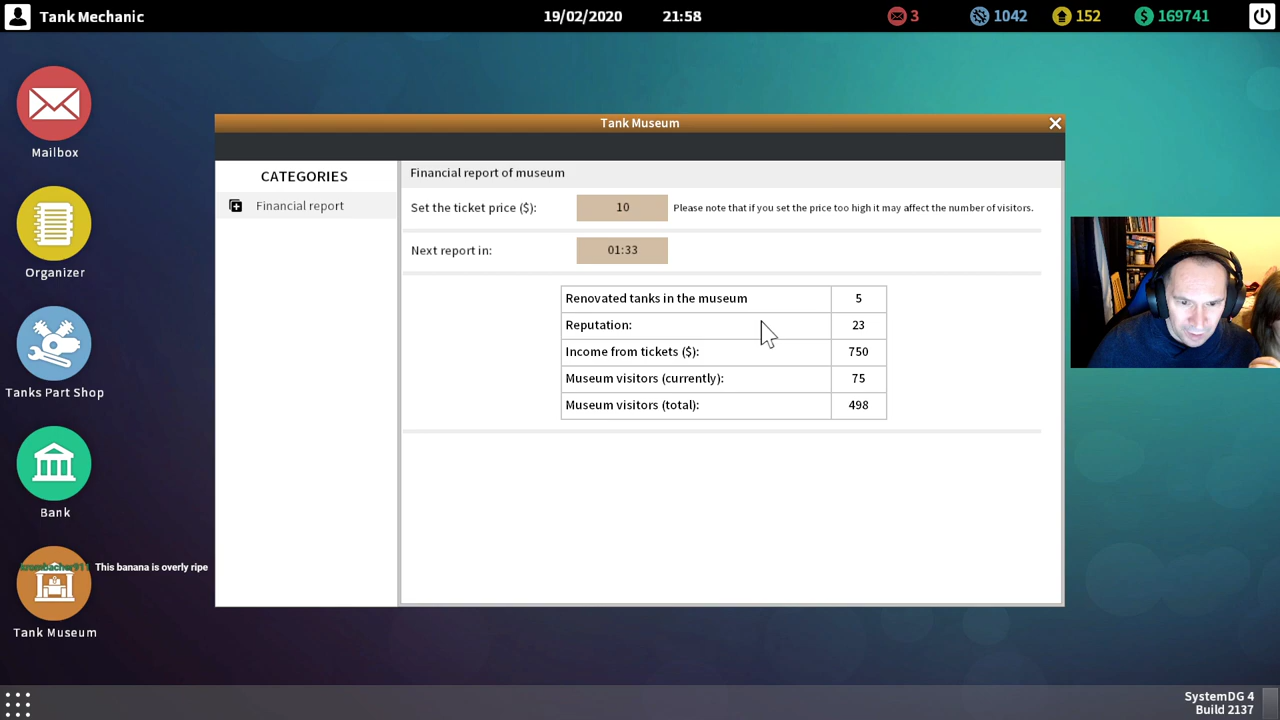 Tank Mechanic
19/02/2020 21:58
3
1042
152
$ 169741
Mailbox
Organizer
Tanks Part Shop
Bank
This banana is overly ripe
Tank Museum
Tank Museum
CATEGORIES
Financial report
Financial report of museum
Set the ticket price ($): 10 Please note that if you set the price too high it may affect the number of visitors.
Next report in: 01:33
Renovated tanks in the museum 5
Reputation: 23
Income from tickets ($): 750
Museum visitors (currently): 75
Museum visitors (total): 498
SystemDG 4
Build 2137